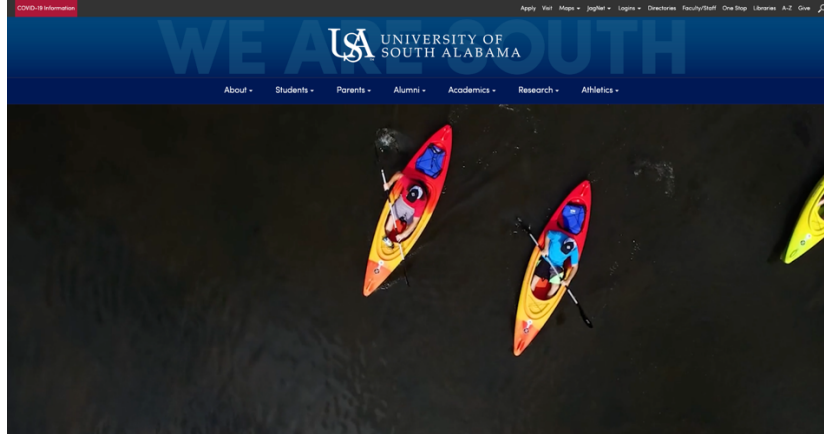 COVID-19 Information
Apply Visit Maps JagNet Logins Directories Faculty/Staff One Stop Libraries A-Z Give
WE ARE SOUTH
USA UNIVERSITY OF
SOUTH ALABAMA
About Students Parents Alumni Academics Research Athletics